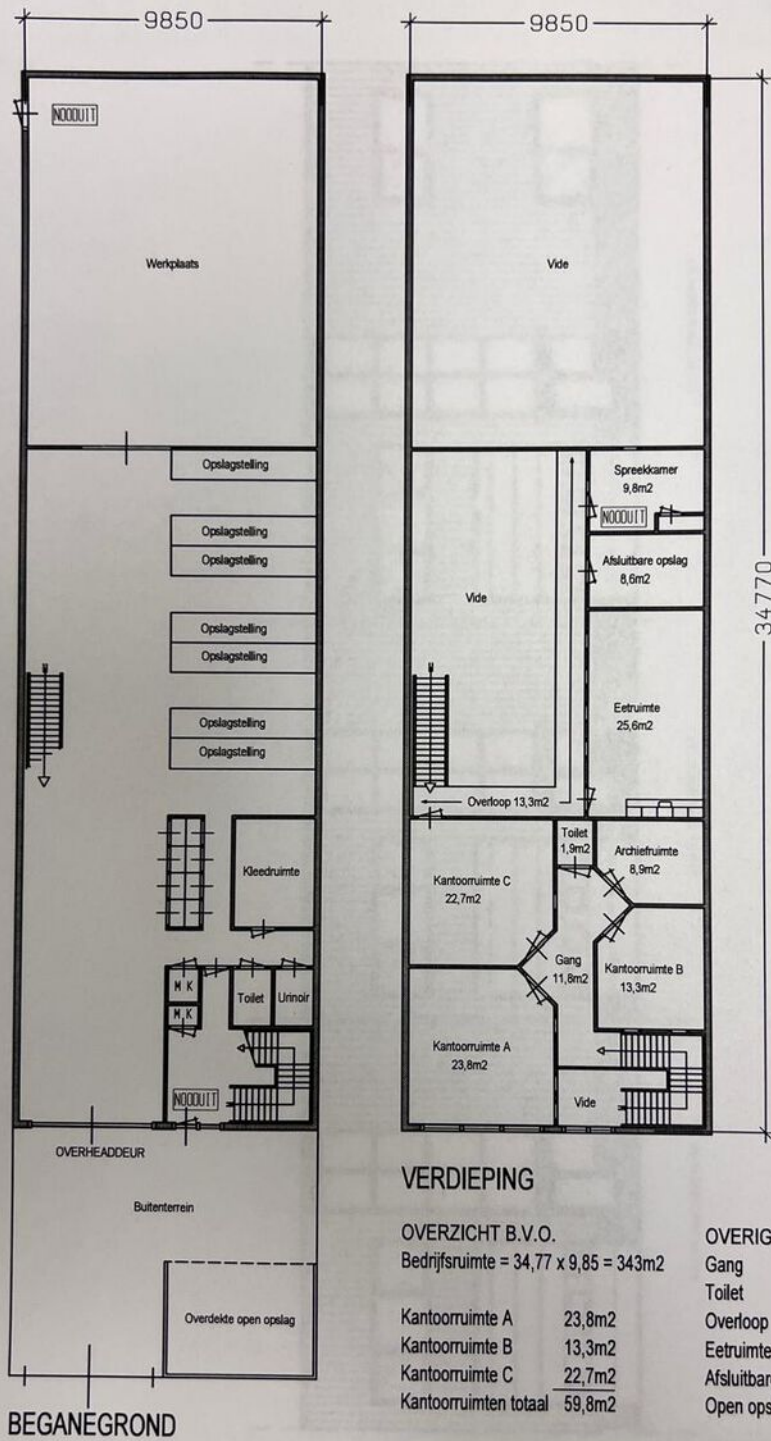 9850
NOODUIT
Werkplaats
Opslagstelling
Opslagstelling
Opslagstelling
Opslagstelling
Opslagstelling
Opslagstelling
Opslagstelling
Kleedruimte
M K
M K
Toilet
Urinoir
NOODUIT
OVERHEADDEUR
Buitenterrein
Overdekte open opslag
BEGANEGROND
9850
34770
Vide
Spreekkamer
9,8m2
NOODUIT
Afsluitbare opslag
8,6m2
Vide
Eetruimte
25,6m2
Overloop 13,3m2
Toilet
1,9m2
Archiefruimte
8,9m2
Kantoorruimte C
22,7m2
Gang
11,8m2
Kantoorruimte B
13,3m2
Kantoorruimte A
23,8m2
Vide
VERDIEPING
OVERZICHT B.V.O.
Bedrijfsruimte = 34,77 x 9,85 = 343m2
Kantoorruimte A 23,8m2
Kantoorruimte B 13,3m2
Kantoorruimte C 22,7m2
Kantoorruimten totaal 59,8m2
OVERIG
Gang
Toilet
Overloop
Eetruimte
Afsluitbare
Open ops